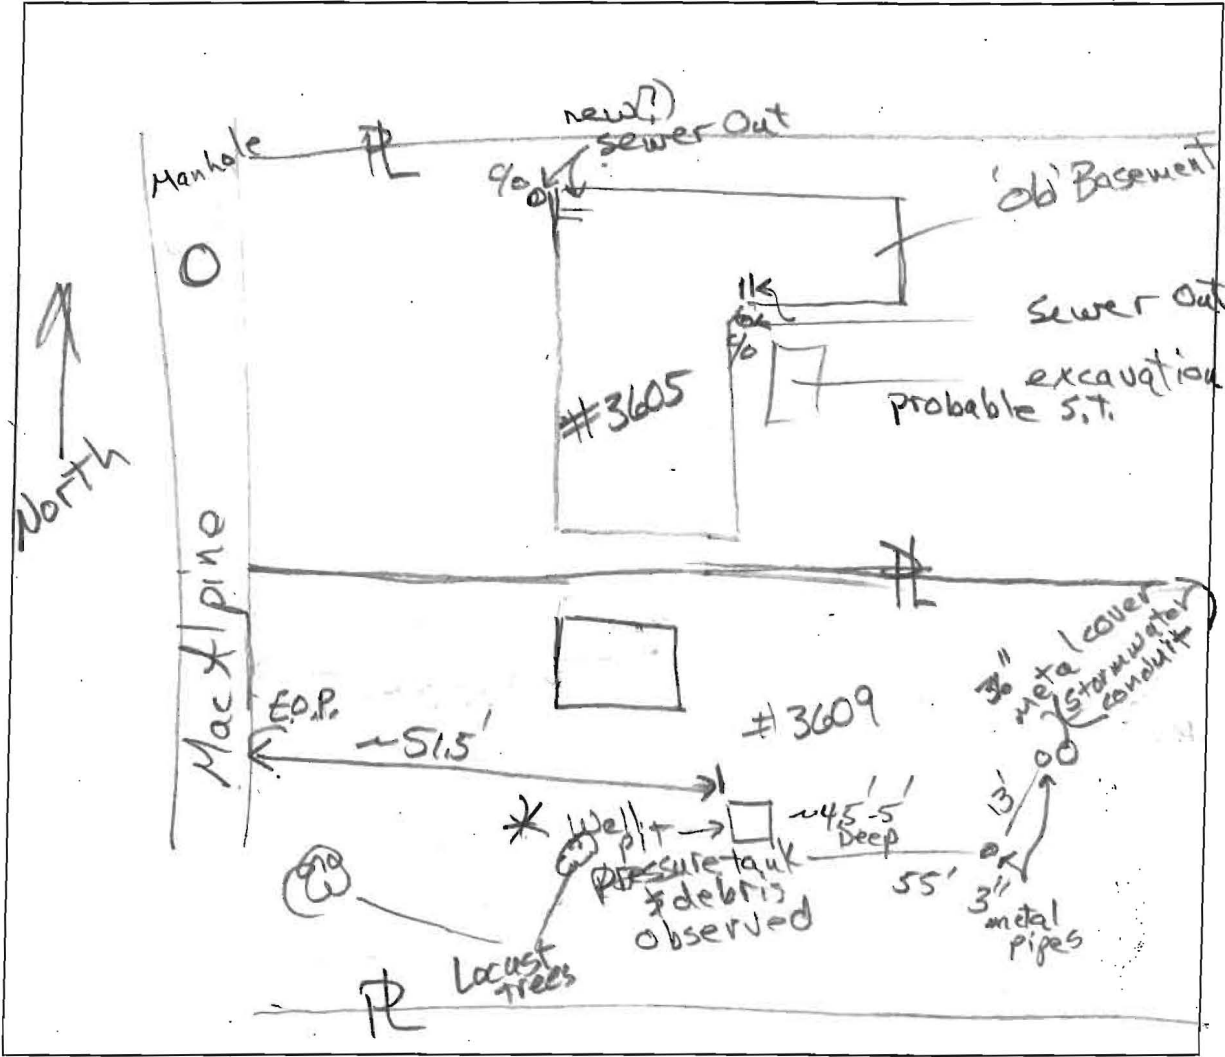 new(?)
sewer Out
Manhole
PL
c/o
'old' Basement
sewer Out
c/o
excavation
probable S.T.
#3605
North
MacAlpine
PL
36"
metal cover
stormwater
conduit
E.O.P.
~51.5'
#3609
* Well
pit
~4.5'-5'
Deep
13'
pressure tank
& debris
observed
55'
3"
metal
pipes
Locust
trees
PL